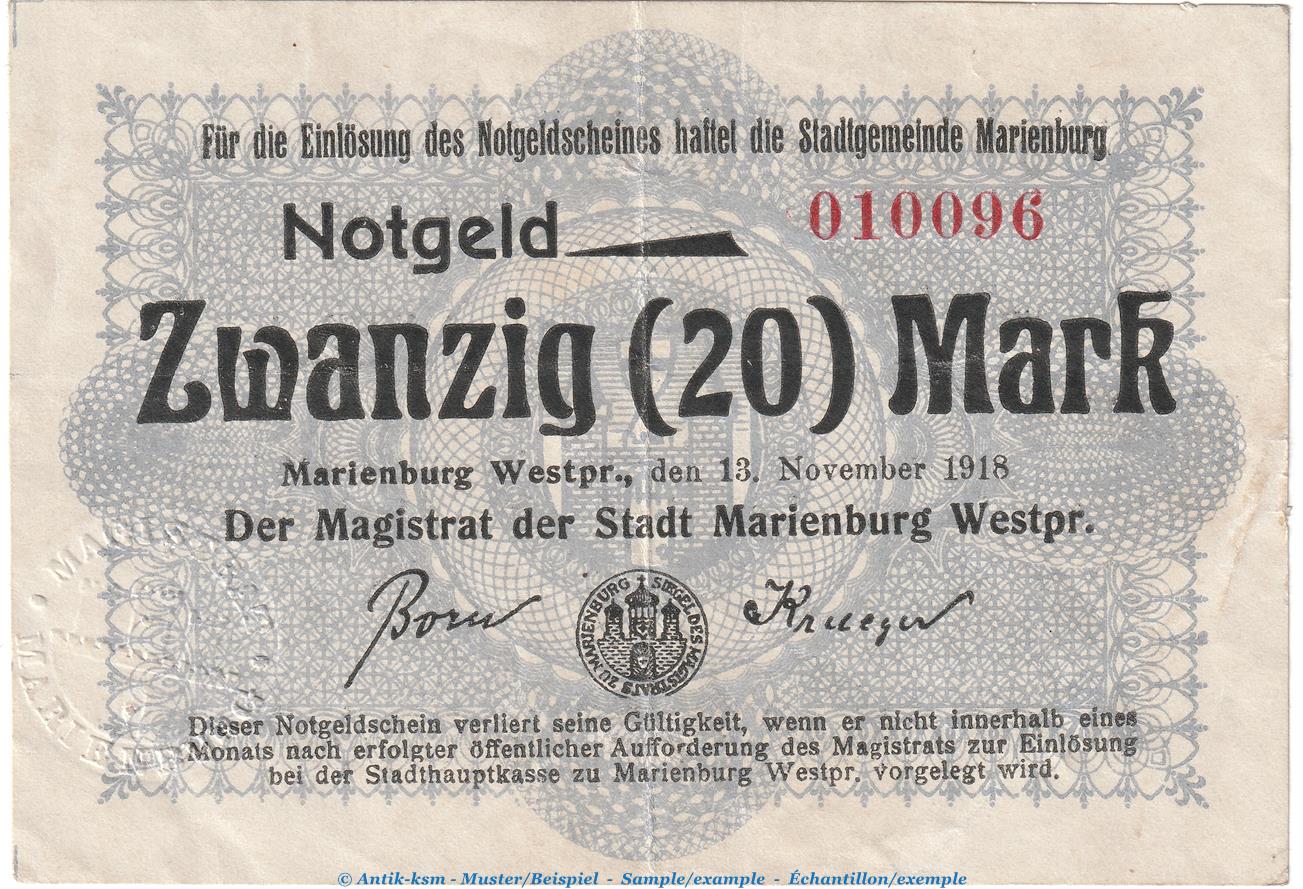 Für die Einlösung des Notgeldscheines haftet die Stadtgemeinde Marienburg
Notgeld
010096
Zwanzig (20) Mark
Marienburg Westpr., den 13. November 1918
Der Magistrat der Stadt Marienburg Westpr.
Born
Krueger
SIEGEL DES MAGISTRATS ZU MARIENBURG
Dieser Notgeldschein verliert seine Gültigkeit, wenn er nicht innerhalb eines
Monats nach erfolgter öffentlicher Aufforderung des Magistrats zur Einlösung
bei der Stadthauptkasse zu Marienburg Westpr. vorgelegt wird.
© Antik-ksm - Muster/Beispiel - Sample/example - Échantillon/exemple